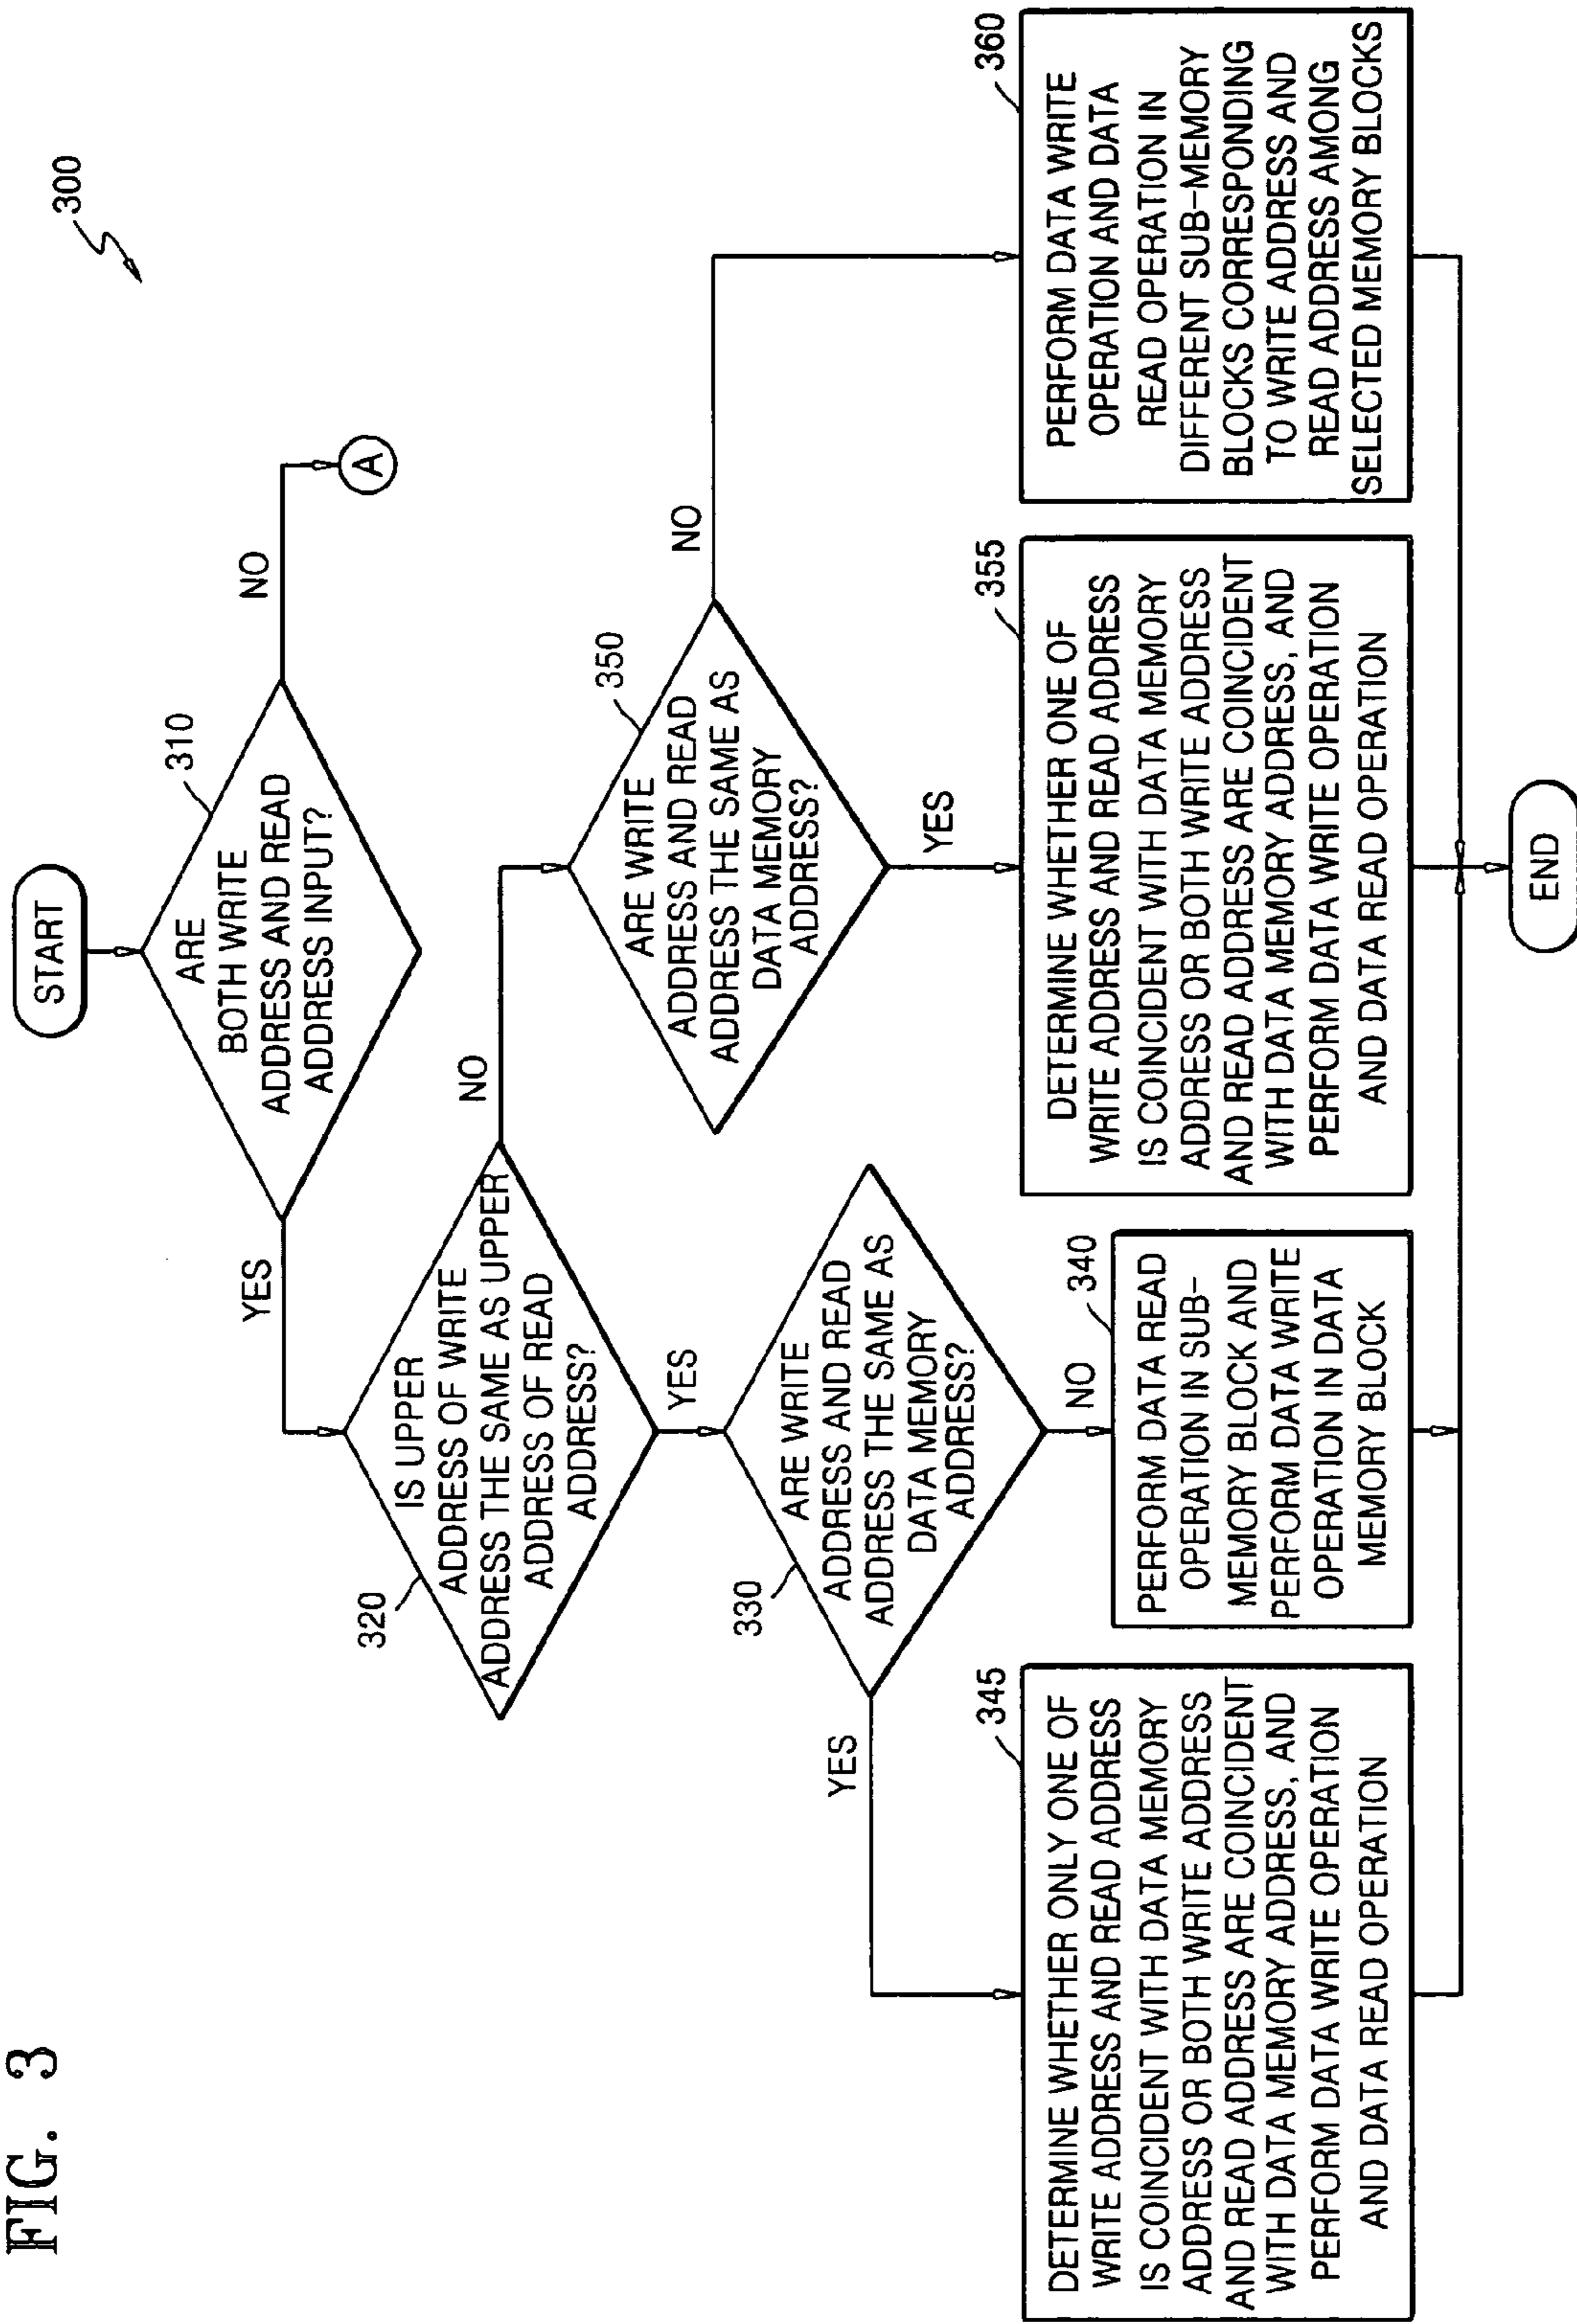 FIG. 3
300
START
ARE
BOTH WRITE
ADDRESS AND READ
ADDRESS INPUT?
310
NO
A
YES
IS UPPER
ADDRESS OF WRITE
ADDRESS THE SAME AS UPPER
ADDRESS OF READ
ADDRESS?
320
NO
YES
ARE WRITE
ADDRESS AND READ
ADDRESS THE SAME AS
DATA MEMORY
ADDRESS?
330
YES
NO
ARE WRITE
ADDRESS AND READ
ADDRESS THE SAME AS
DATA MEMORY
ADDRESS?
350
NO
YES
345
DETERMINE WHETHER ONLY ONE OF
WRITE ADDRESS AND READ ADDRESS
IS COINCIDENT WITH DATA MEMORY
ADDRESS OR BOTH WRITE ADDRESS
AND READ ADDRESS ARE COINCIDENT
WITH DATA MEMORY ADDRESS, AND
PERFORM DATA WRITE OPERATION
AND DATA READ OPERATION
340
PERFORM DATA READ
OPERATION IN SUB-
MEMORY BLOCK AND
PERFORM DATA WRITE
OPERATION IN DATA
MEMORY BLOCK
355
DETERMINE WHETHER ONE OF
WRITE ADDRESS AND READ ADDRESS
IS COINCIDENT WITH DATA MEMORY
ADDRESS OR BOTH WRITE ADDRESS
AND READ ADDRESS ARE COINCIDENT
WITH DATA MEMORY ADDRESS, AND
PERFORM DATA WRITE OPERATION
AND DATA READ OPERATION
360
PERFORM DATA WRITE
OPERATION AND DATA
READ OPERATION IN
DIFFERENT SUB-MEMORY
BLOCKS CORRESPONDING
TO WRITE ADDRESS AND
READ ADDRESS AMONG
SELECTED MEMORY BLOCKS
END